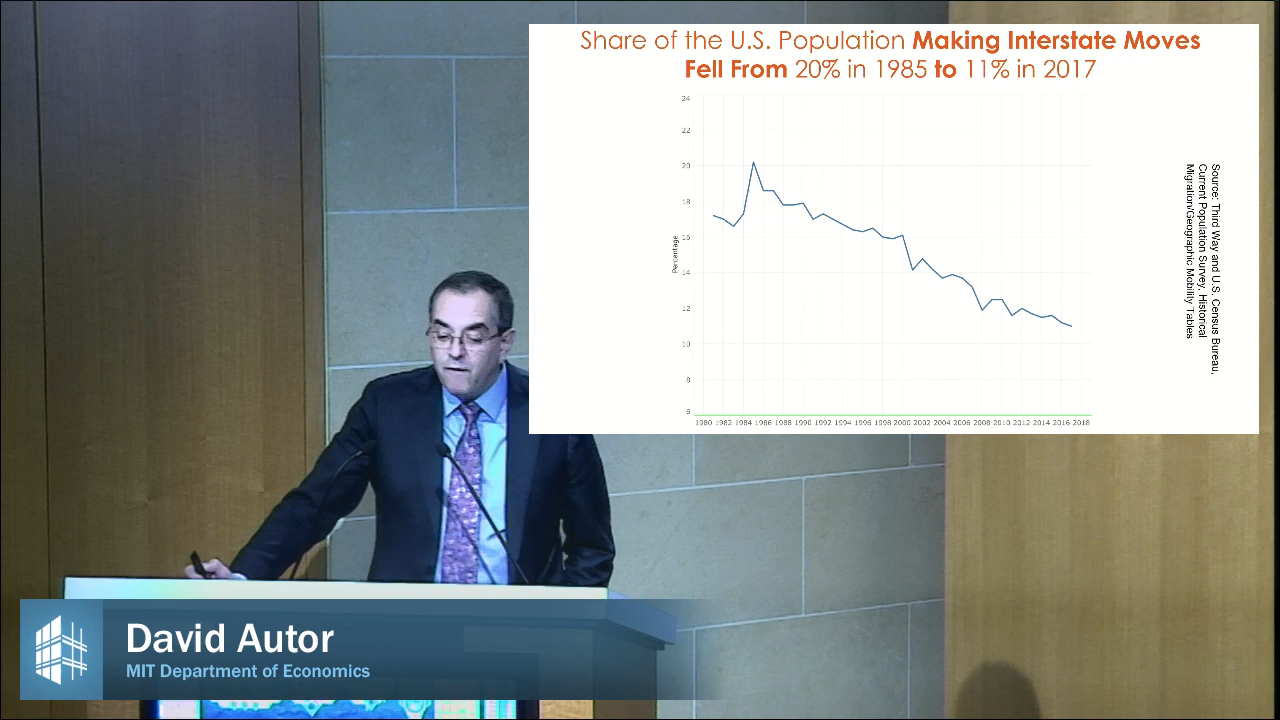 Share of the U.S. Population Making Interstate Moves
Fell From 20% in 1985 to 11% in 2017
24
22
20
18
16
14
12
10
8
6
Percentage
1980 1982 1984 1986 1988 1990 1992 1994 1996 1998 2000 2002 2004 2006 2008 2010 2012 2014 2016 2018
Source: Third Way and U.S. Census Bureau,
Current Population Survey, Historical
Migration/Geographic Mobility Tables
David Autor
MIT Department of Economics